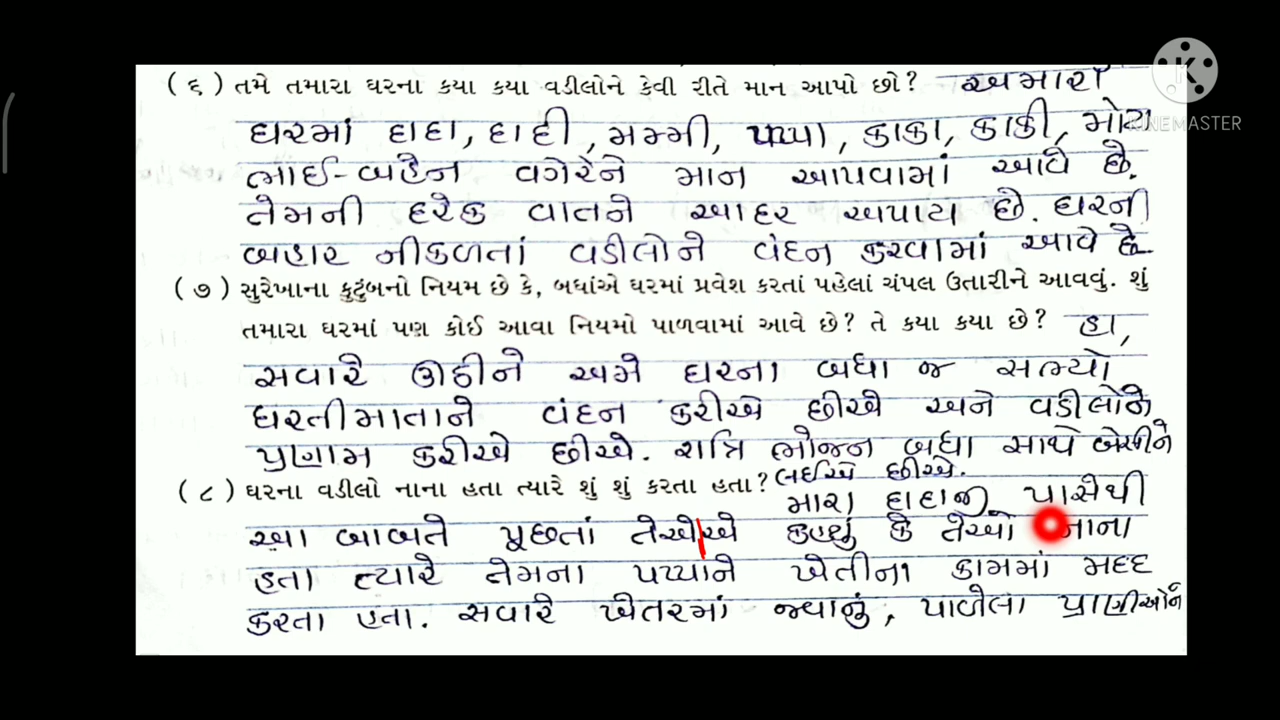 (૬) તમે તમારા ઘરના કયા કયા વડીલોને કેવી રીતે માન આપો છો? અમારા
KINEMASTER
ઘરમાં દાદા, દાદી, મમ્મી, પપ્પા, કાકા, કાકી, મોટા
ભાઈ-બહેન વગેરેને માન આપવામાં આવે છે.
તેમની દરેક વાતને આદર અપાય છે. ઘરની
બહાર નીકળતાં વડીલોને વંદન કરવામાં આવે છે.
(૭) સુરેખાના કુટુંબનો નિયમ છે કે, બધાંએ ઘરમાં પ્રવેશ કરતાં પહેલાં ચંપલ ઉતારીને આવવું. શું
તમારા ઘરમાં પણ કોઈ આવા નિયમો પાળવામાં આવે છે? તે કયા કયા છે? હા,
સવારે ઊઠીને અમે ઘરના બધા જ સભ્યો
ધરતીમાતાને વંદન કરીએ છીએ અને વડીલોને
પ્રણામ કરીએ છીએ. રાત્રિ ભોજન બધા સાથે બેસીને
લઈએ છીએ.
(૮) ઘરના વડીલો નાના હતા ત્યારે શું શું કરતા હતા?
મારા દાદાજી પાસેથી
આ બાબતે પૂછતાં તેઓએ કહ્યું કે તેઓ નાના
હતા ત્યારે તેમના પપ્પાને ખેતીના કામમાં મદદ
કરતા હતા. સવારે ખેતરમાં જવાનું, પાળેલા પ્રાણીઓને